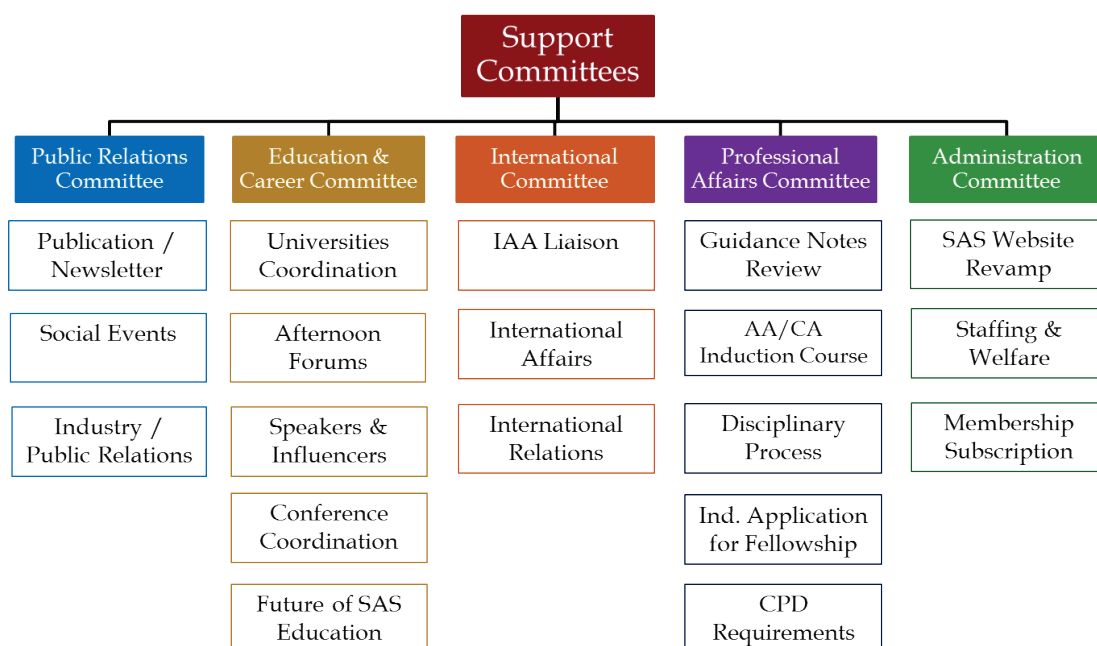 Support
Committees
Public Relations
Committee
Education &
Career Committee
International
Committee
Professional
Affairs Committee
Administration
Committee
Publication /
Newsletter
Social Events
Industry /
Public Relations
Universities
Coordination
Afternoon
Forums
Speakers &
Influencers
Conference
Coordination
Future of SAS
Education
IAA Liaison
International
Affairs
International
Relations
Guidance Notes
Review
AA/CA
Induction Course
Disciplinary
Process
Ind. Application
for Fellowship
CPD
Requirements
SAS Website
Revamp
Staffing &
Welfare
Membership
Subscription